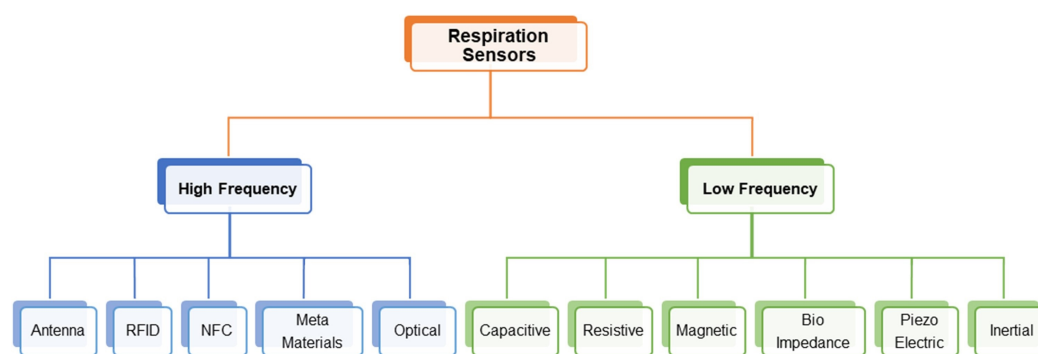 Respiration
Sensors
High Frequency
Low Frequency
Antenna
RFID
NFC
Meta
Materials
Optical
Capacitive
Resistive
Magnetic
Bio
Impedance
Piezo
Electric
Inertial